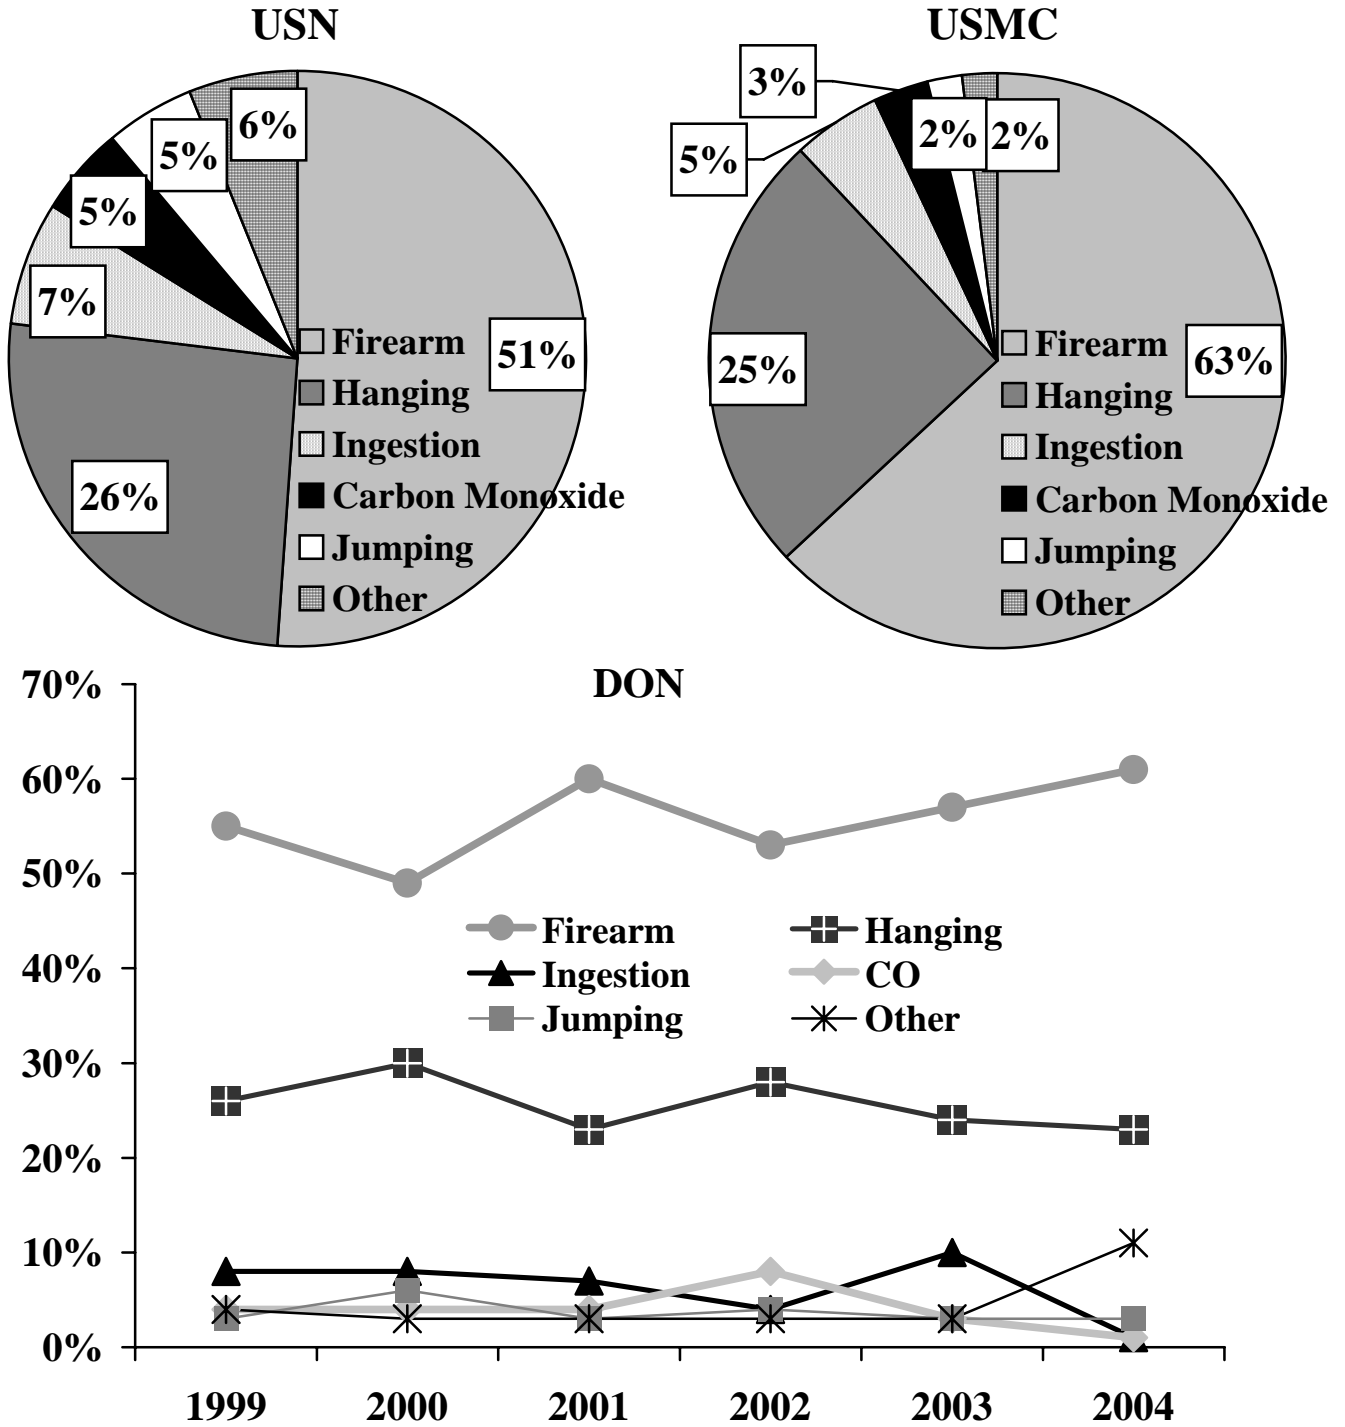 USN
6%
5%
5%
7%
26%
51%
Firearm
Hanging
Ingestion
Carbon Monoxide
Jumping
Other
USMC
3%
5%
2%
2%
25%
63%
Firearm
Hanging
Ingestion
Carbon Monoxide
Jumping
Other
DON
70%
60%
50%
40%
30%
20%
10%
0%
Firearm
Hanging
Ingestion
CO
Jumping
Other
1999 2000 2001 2002 2003 2004